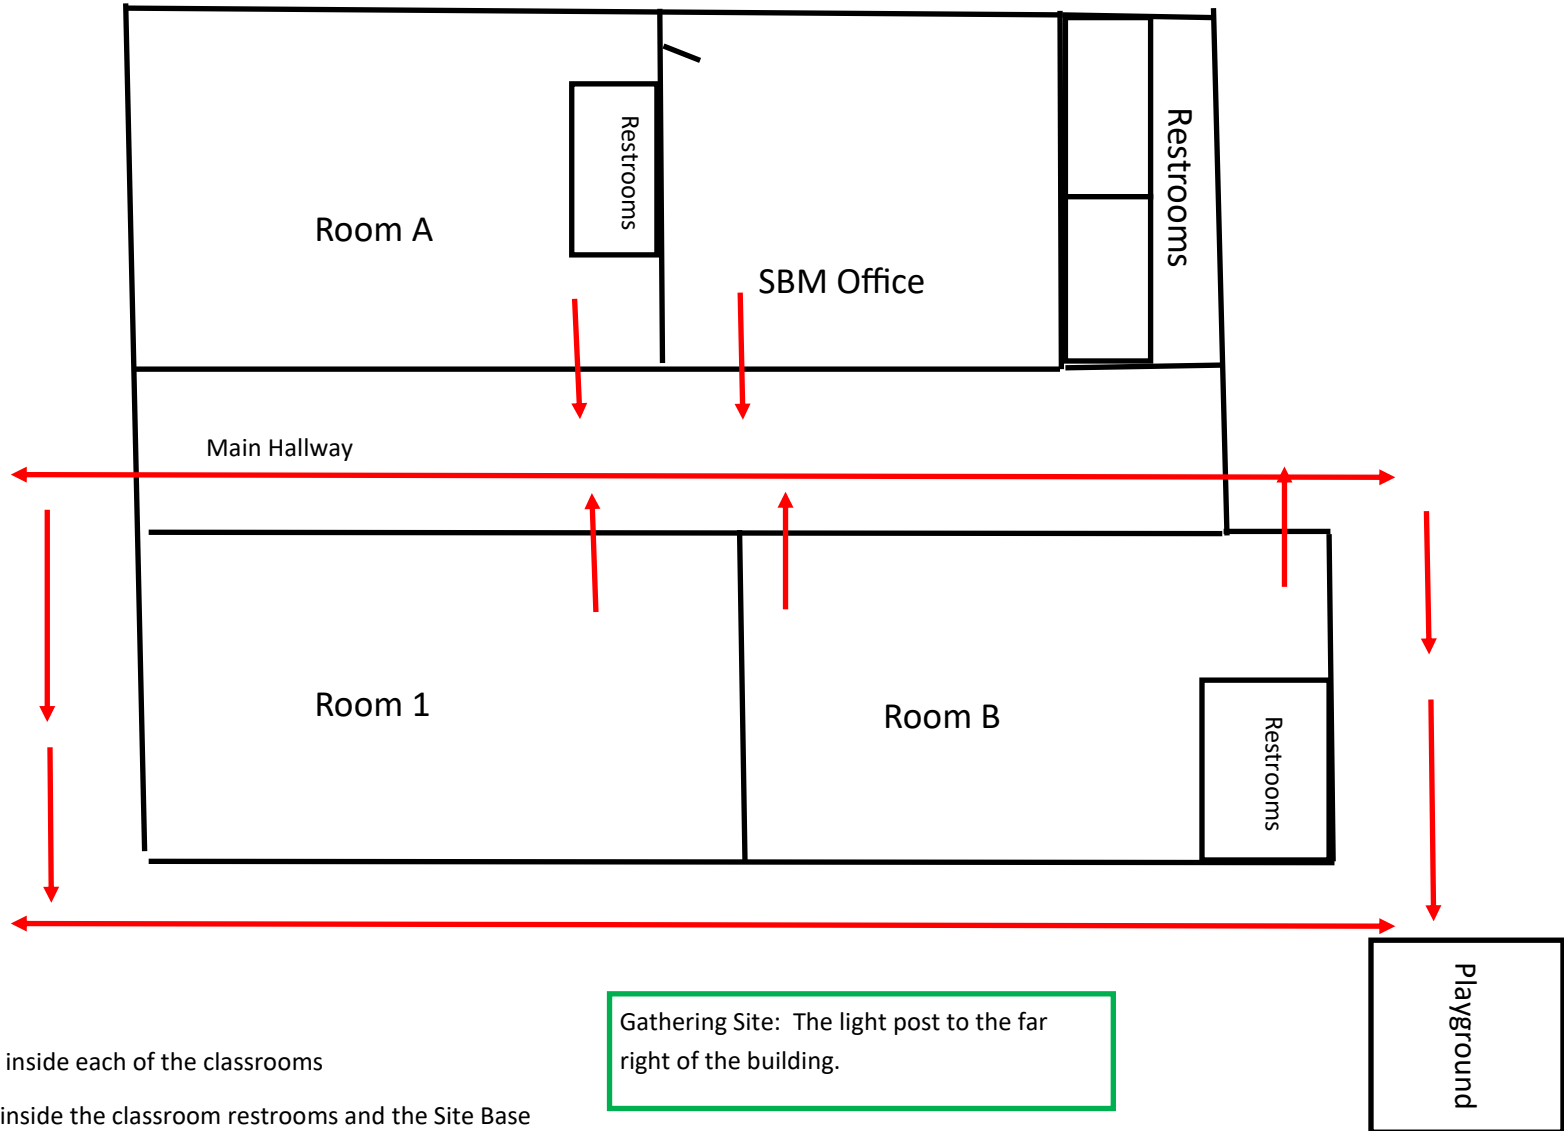 Restrooms
Restrooms
Room A
SBM Office
Main Hallway
Room 1
Room B
Restrooms
Playground
Gathering Site:  The light post to the far
right of the building.
inside each of the classrooms
inside the classroom restrooms and the Site Base